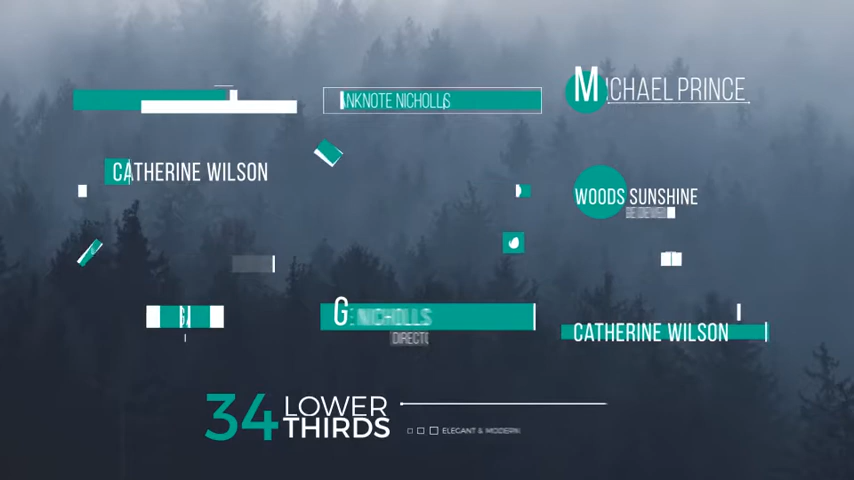 NKNOTE NICHOLLS
MICHAEL PRINCE
CATHERINE WILSON
WOODS SUNSHINE
G
NICHOLLS
CATHERINE WILSON
34 LOWER
THIRDS
ELEGANT & MODERN